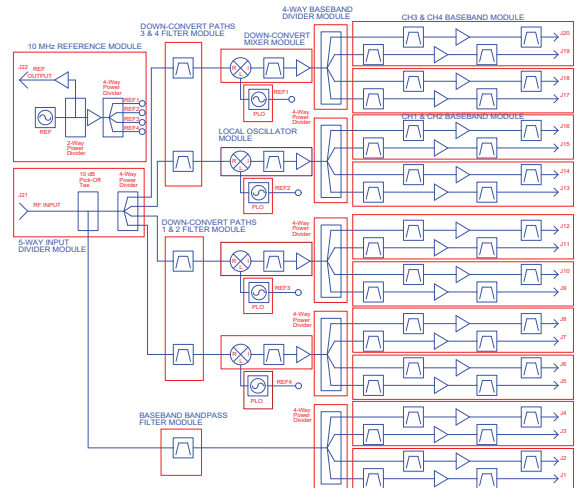 4-WAY BASEBAND
DIVIDER MODULE
CH3 & CH4 BASEBAND MODULE
DOWN-CONVERT PATHS
3 & 4 FILTER MODULE
DOWN-CONVERT
MIXER MODULE
10 MHz REFERENCE MODULE
J22
REF
OUTPUT
4-Way
Power
Divider
REF1
REF2
REF3
REF4
REF
2-Way
Power
Divider
R
I
L
PLO
REF1
J20
J19
J18
J17
4-Way
Power
Divider
CH1 & CH2 BASEBAND MODULE
LOCAL OSCILLATOR
MODULE
R
I
L
PLO
REF2
J16
J15
J14
J13
10 dB
Pick-Off
Tee
4-Way
Power
Divider
J21
RF INPUT
5-WAY INPUT
DIVIDER MODULE
DOWN-CONVERT PATHS
1 & 2 FILTER MODULE
4-Way
Power
Divider
R
I
L
PLO
REF3
J12
J11
J10
J9
4-Way
Power
Divider
R
I
L
PLO
REF4
J8
J7
J6
J5
BASEBAND BANDPASS
FILTER MODULE
4-Way
Power
Divider
J4
J3
J2
J1